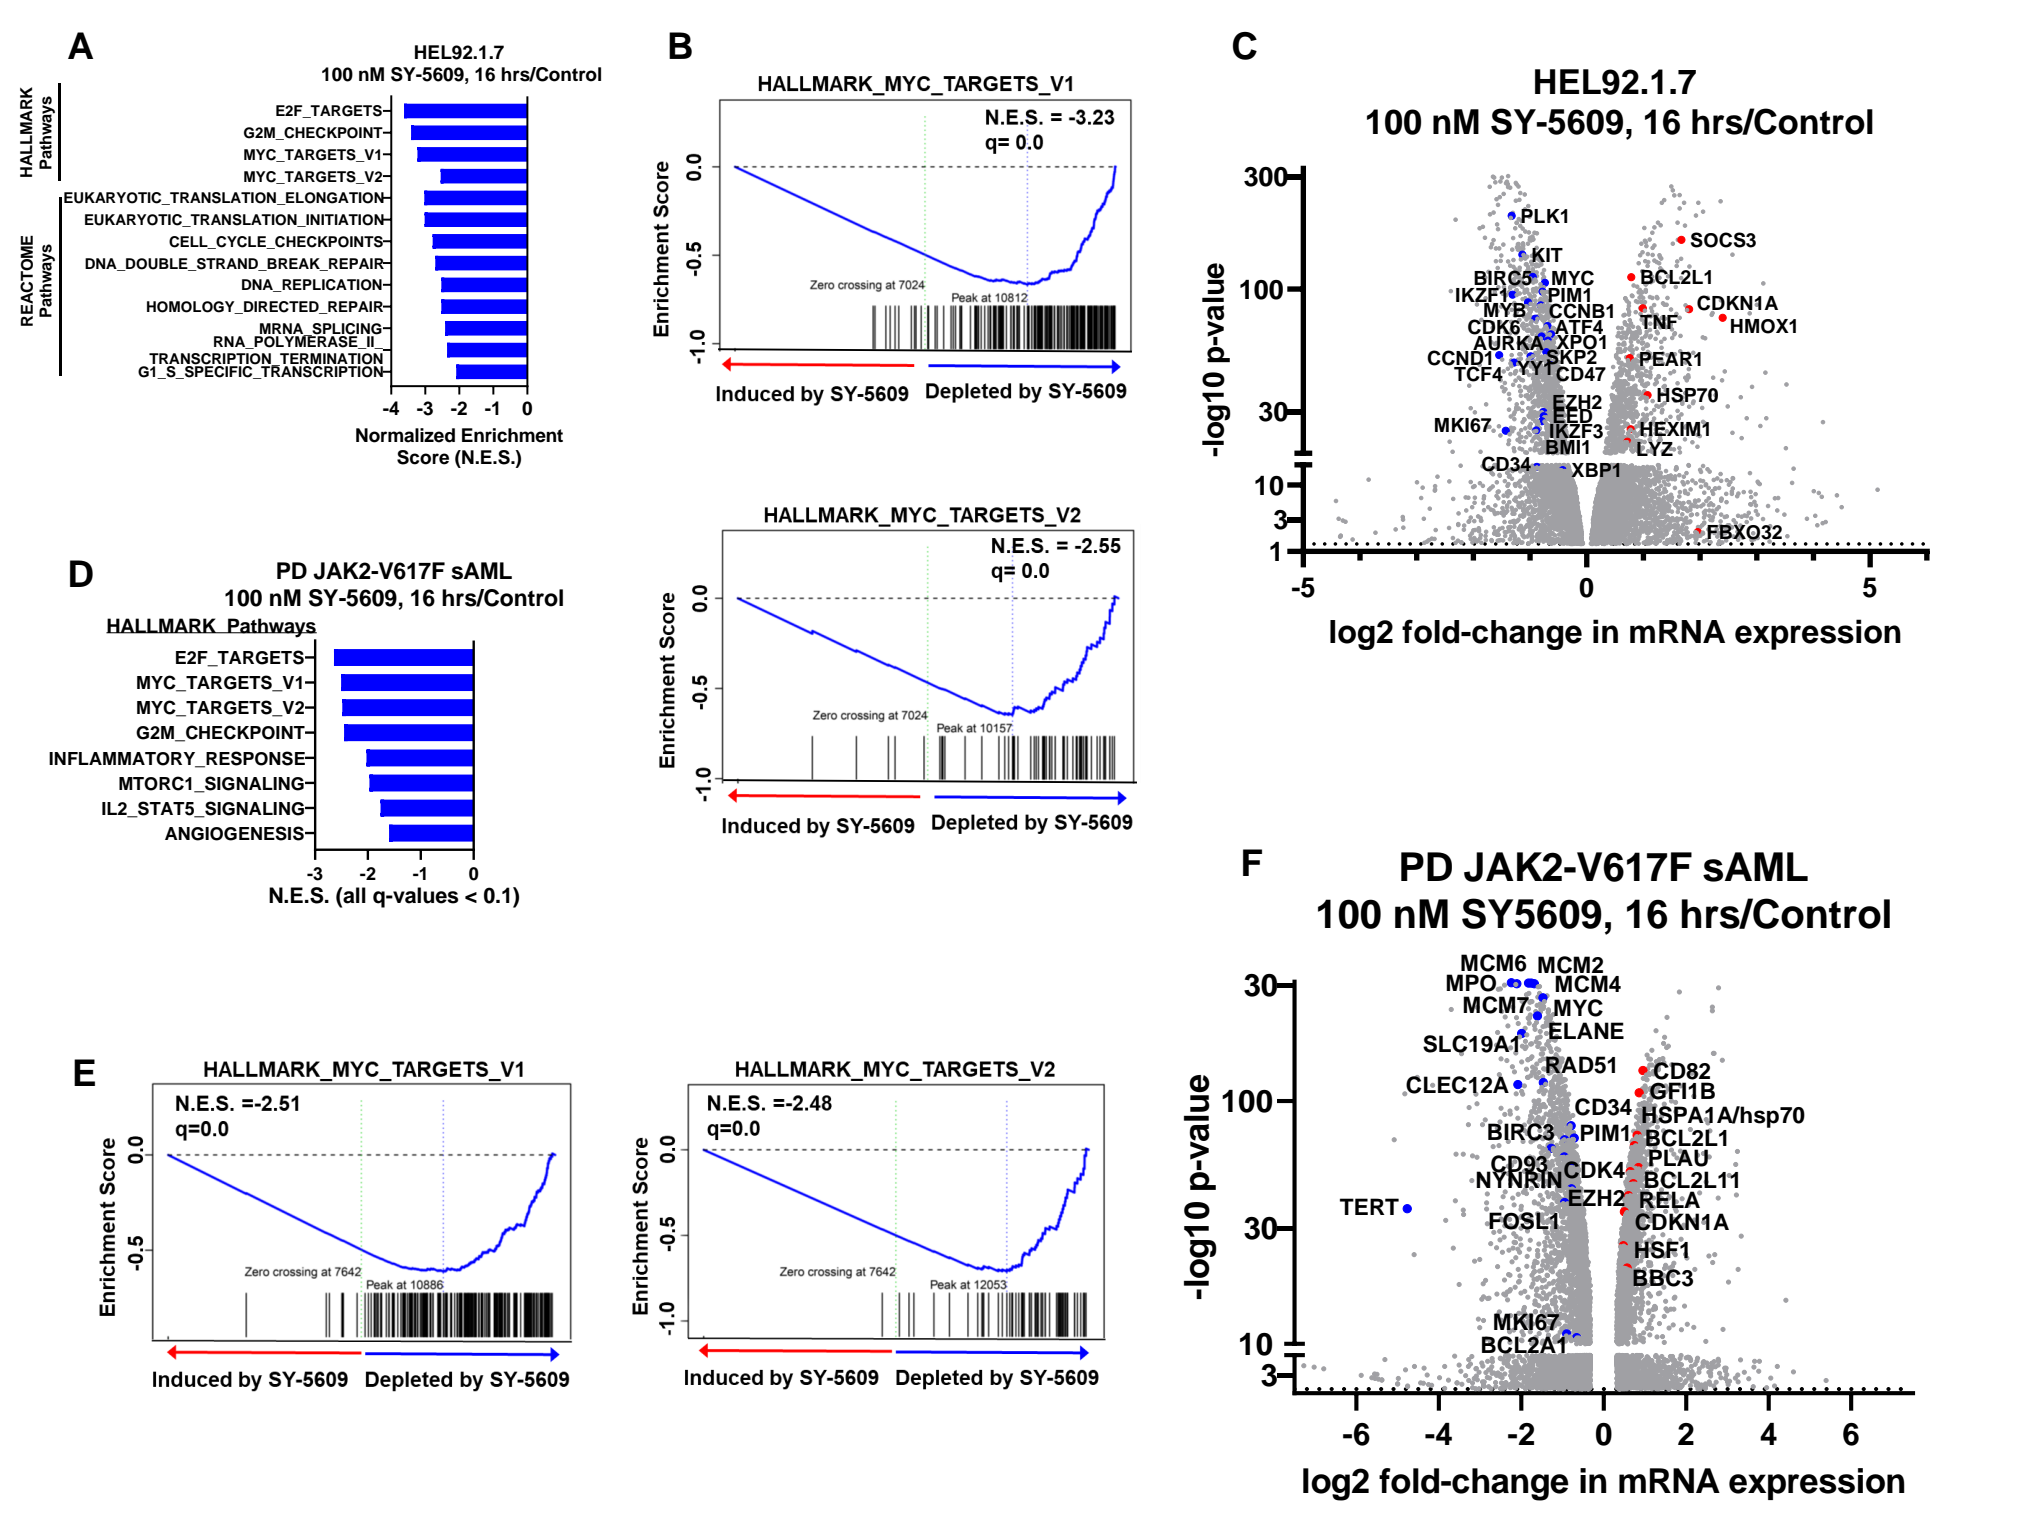 A
HEL92.1.7
100 nM SY-5609, 16 hrs/Control
HALLMARK
Pathways
E2F_TARGETS
G2M_CHECKPOINT
MYC_TARGETS_V1
MYC_TARGETS_V2
REACTOME
Pathways
EUKARYOTIC_TRANSLATION_ELONGATION
EUKARYOTIC_TRANSLATION_INITIATION
CELL_CYCLE_CHECKPOINTS
DNA_DOUBLE_STRAND_BREAK_REPAIR
DNA_REPLICATION
HOMOLOGY_DIRECTED_REPAIR
MRNA_SPLICING
RNA_POLYMERASE_II_
TRANSCRIPTION_TERMINATION
G1_S_SPECIFIC_TRANSCRIPTION
-4 -3 -2 -1 0
Normalized Enrichment
Score (N.E.S.)
B
HALLMARK_MYC_TARGETS_V1
N.E.S. = -3.23
q= 0.0
Enrichment Score
0.0
-0.5
-1.0
Zero crossing at 7024
Peak at 10812
Induced by SY-5609
Depleted by SY-5609
HALLMARK_MYC_TARGETS_V2
N.E.S. = -2.55
q= 0.0
Enrichment Score
0.0
-0.5
-1.0
Zero crossing at 7024
Peak at 10157
Induced by SY-5609
Depleted by SY-5609
C
HEL92.1.7
100 nM SY-5609, 16 hrs/Control
-log10 p-value
300
100
30
10
3
1
PLK1
KIT
BIRC5
MYC
IKZF1
PIM1
MYB
CCNB1
CDK6
ATF4
AURKA
XPO1
CCND1
SKP2
TCF4
YY1
CD47
EZH2
EED
MKI67
IKZF3
BMI1
CD34
XBP1
SOCS3
BCL2L1
CDKN1A
TNF
HMOX1
PEAR1
HSP70
HEXIM1
LYZ
FBXO32
-5 0 5
log2 fold-change in mRNA expression
D
PD JAK2-V617F sAML
100 nM SY-5609, 16 hrs/Control
HALLMARK_Pathways
E2F_TARGETS
MYC_TARGETS_V1
MYC_TARGETS_V2
G2M_CHECKPOINT
INFLAMMATORY_RESPONSE
MTORC1_SIGNALING
IL2_STAT5_SIGNALING
ANGIOGENESIS
-3 -2 -1 0
N.E.S. (all q-values < 0.1)
E
HALLMARK_MYC_TARGETS_V1
N.E.S. =-2.51
q=0.0
Enrichment Score
0.0
-0.5
Zero crossing at 7642
Peak at 10886
Induced by SY-5609
Depleted by SY-5609
HALLMARK_MYC_TARGETS_V2
N.E.S. =-2.48
q=0.0
Enrichment Score
0.0
-0.5
-1.0
Zero crossing at 7642
Peak at 12053
Induced by SY-5609
Depleted by SY-5609
F
PD JAK2-V617F sAML
100 nM SY5609, 16 hrs/Control
-log10 p-value
30
100
30
10
3
MCM6
MCM2
MPO
MCM4
MCM7
MYC
ELANE
SLC19A1
RAD51
CLEC12A
CD34
BIRC3
PIM1
CD93
CDK4
NYNRIN
EZH2
TERT
FOSL1
MKI67
BCL2A1
CD82
GFI1B
HSPA1A/hsp70
BCL2L1
PLAU
BCL2L11
RELA
CDKN1A
HSF1
BBC3
-6 -4 -2 0 2 4 6
log2 fold-change in mRNA expression